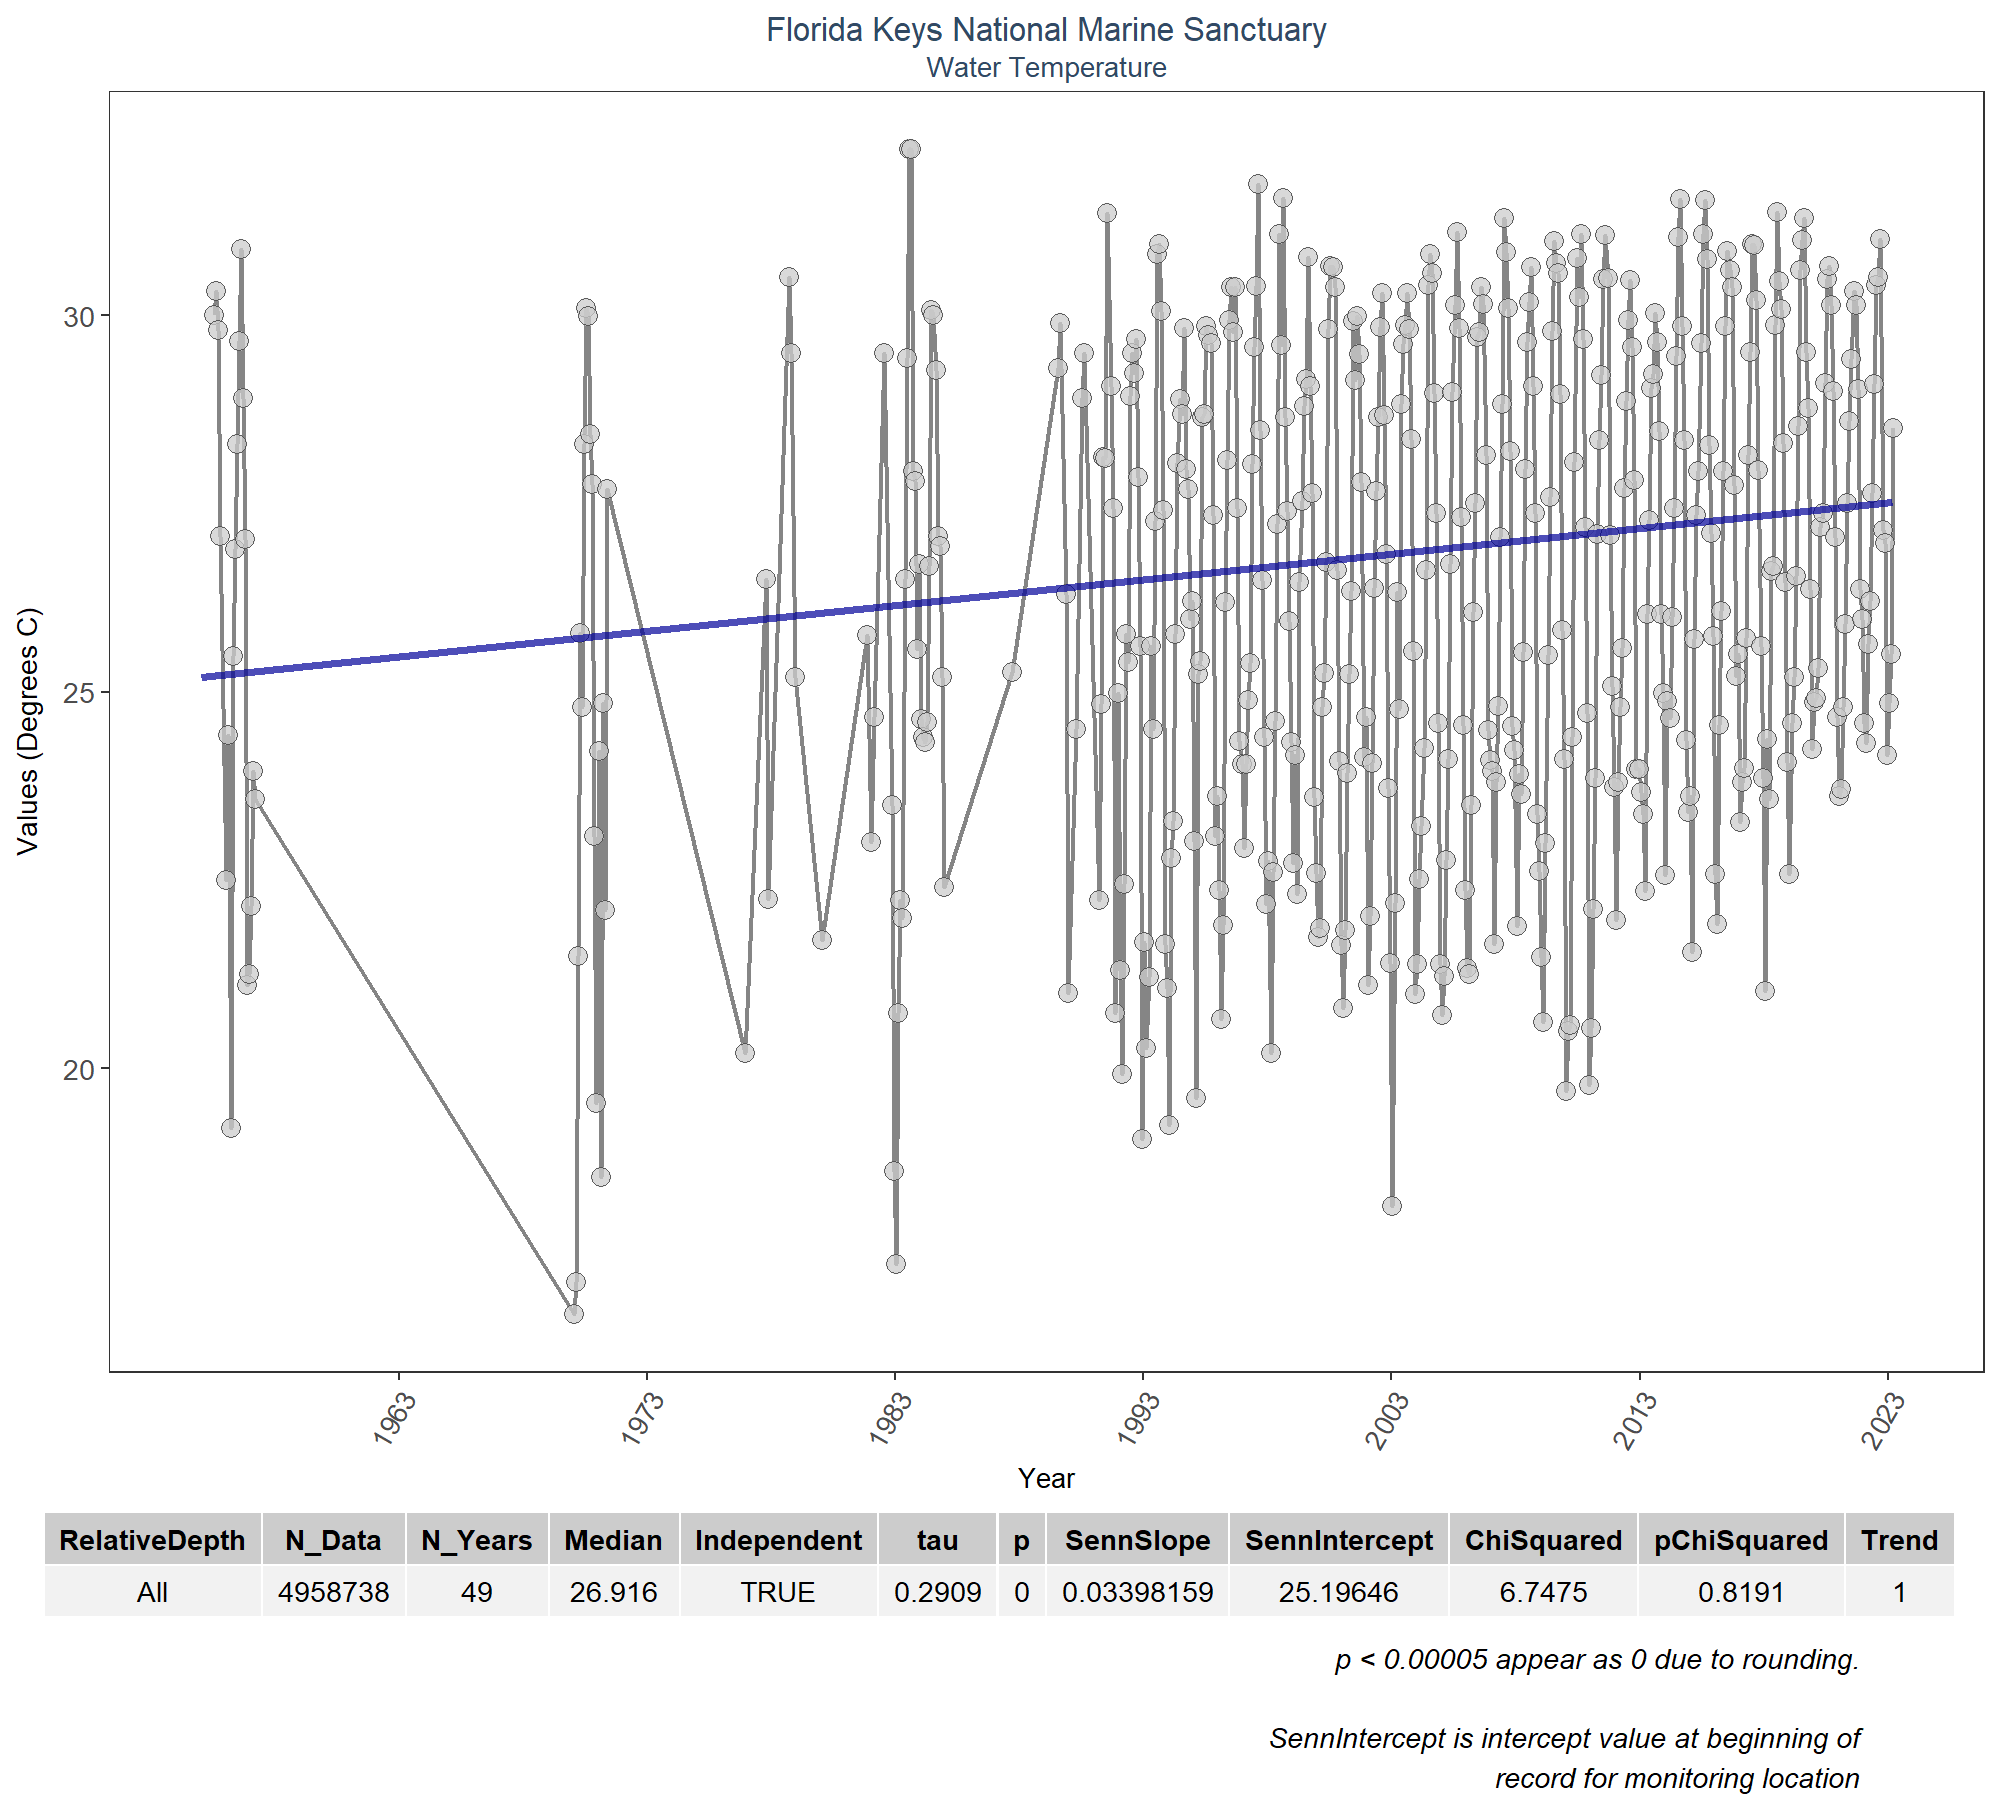 Florida Keys National Marine Sanctuary
Water Temperature
Values (Degrees C)
30
25
20
1963
1973
1983
1993
2003
2013
2023
Year
RelativeDepth N_Data N_Years Median Independent tau p SennSlope SennIntercept ChiSquared pChiSquared Trend
All 4958738 49 26.916 TRUE 0.2909 0 0.03398159 25.19646 6.7475 0.8191 1
p < 0.00005 appear as 0 due to rounding.
SennIntercept is intercept value at beginning of
record for monitoring location